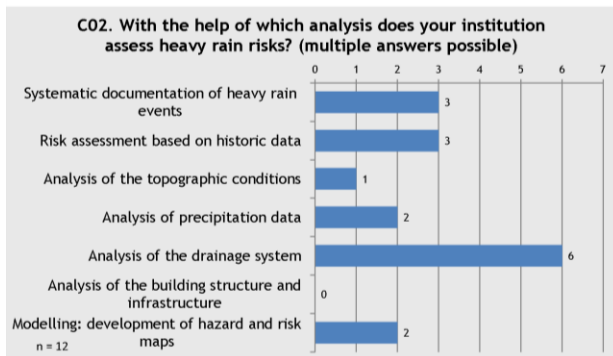 C02. With the help of which analysis does your institution
assess heavy rain risks? (multiple answers possible)
0 1 2 3 4 5 6 7
Systematic documentation of heavy rain
events
3
Risk assessment based on historic data
3
Analysis of the topographic conditions
1
Analysis of precipitation data
2
Analysis of the drainage system
6
Analysis of the building structure and
infrastructure
0
Modelling: development of hazard and risk
maps
2
n = 12